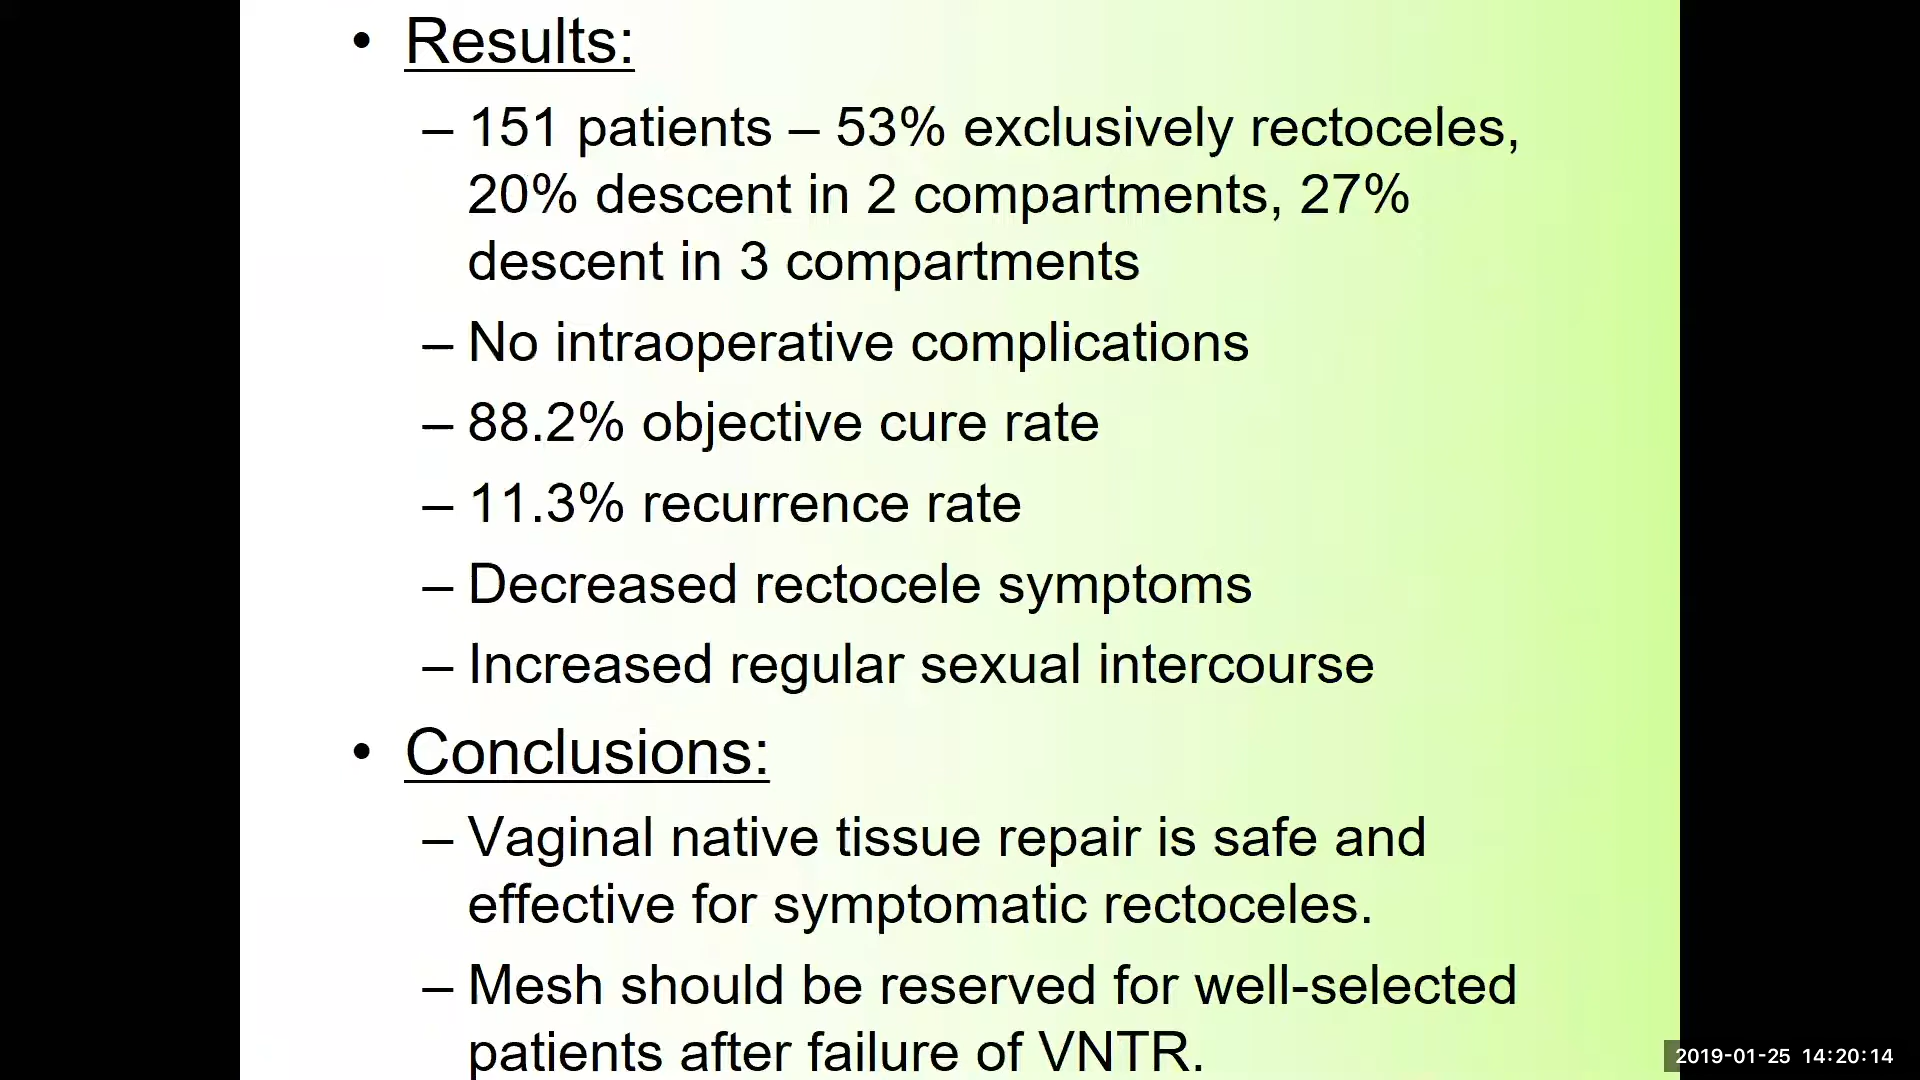 • Results:
– 151 patients – 53% exclusively rectoceles,
20% descent in 2 compartments, 27%
descent in 3 compartments
– No intraoperative complications
– 88.2% objective cure rate
– 11.3% recurrence rate
– Decreased rectocele symptoms
– Increased regular sexual intercourse
• Conclusions:
– Vaginal native tissue repair is safe and
effective for symptomatic rectoceles.
– Mesh should be reserved for well-selected
patients after failure of VNTR.
2019-01-25 14:20:14